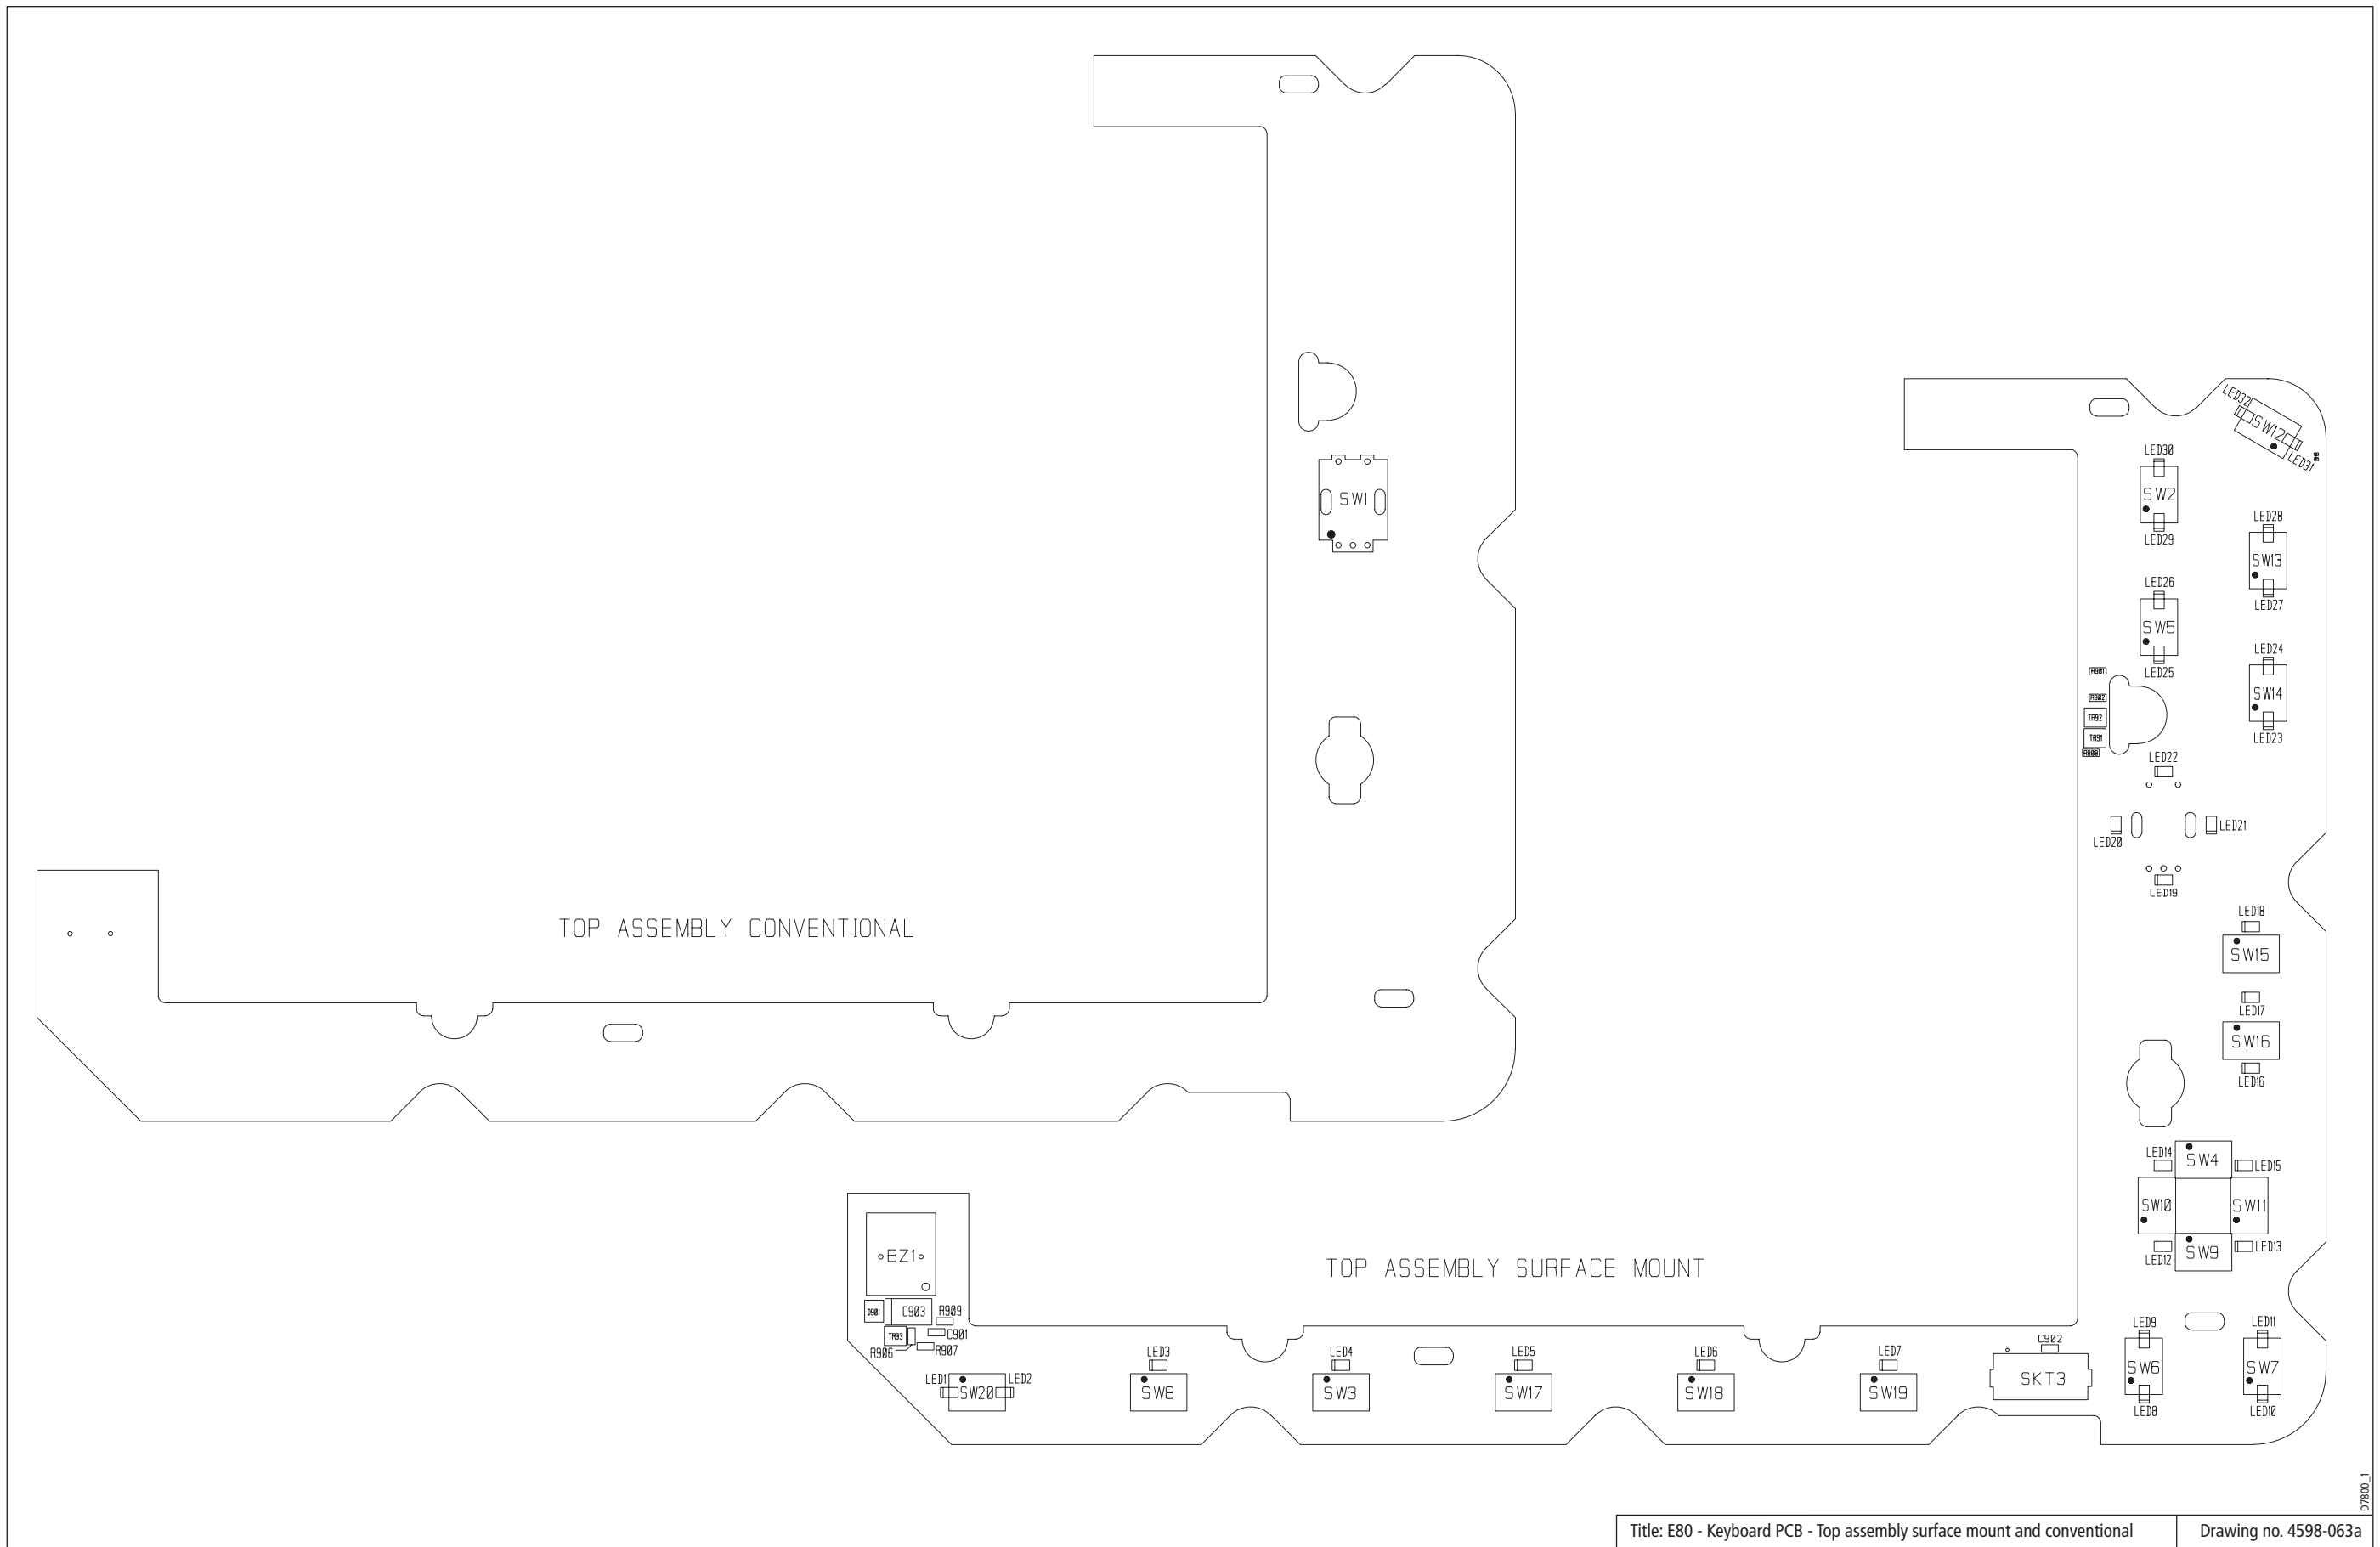 SW1
TOP ASSEMBLY CONVENTIONAL
LED32
SW12
LED31
LED30
SW2
LED29
LED28
SW13
LED27
LED26
SW5
LED25
LED24
SW14
LED23
R901
R902
TR92
TR91
R908
LED22
LED20
LED21
LED19
LED18
SW15
LED17
SW16
LED16
LED14
SW4
LED15
SW10
SW11
LED12
SW9
LED13
TOP ASSEMBLY SURFACE MOUNT
BZ1
D901
C903
R909
TR93
C901
R906
R907
LED1
SW20
LED2
LED3
SW8
LED4
SW3
LED5
SW17
LED6
SW18
LED7
SW19
C902
SKT3
LED9
SW6
LED8
LED11
SW7
LED10
D7800_1
Title: E80 - Keyboard PCB - Top assembly surface mount and conventional
Drawing no. 4598-063a